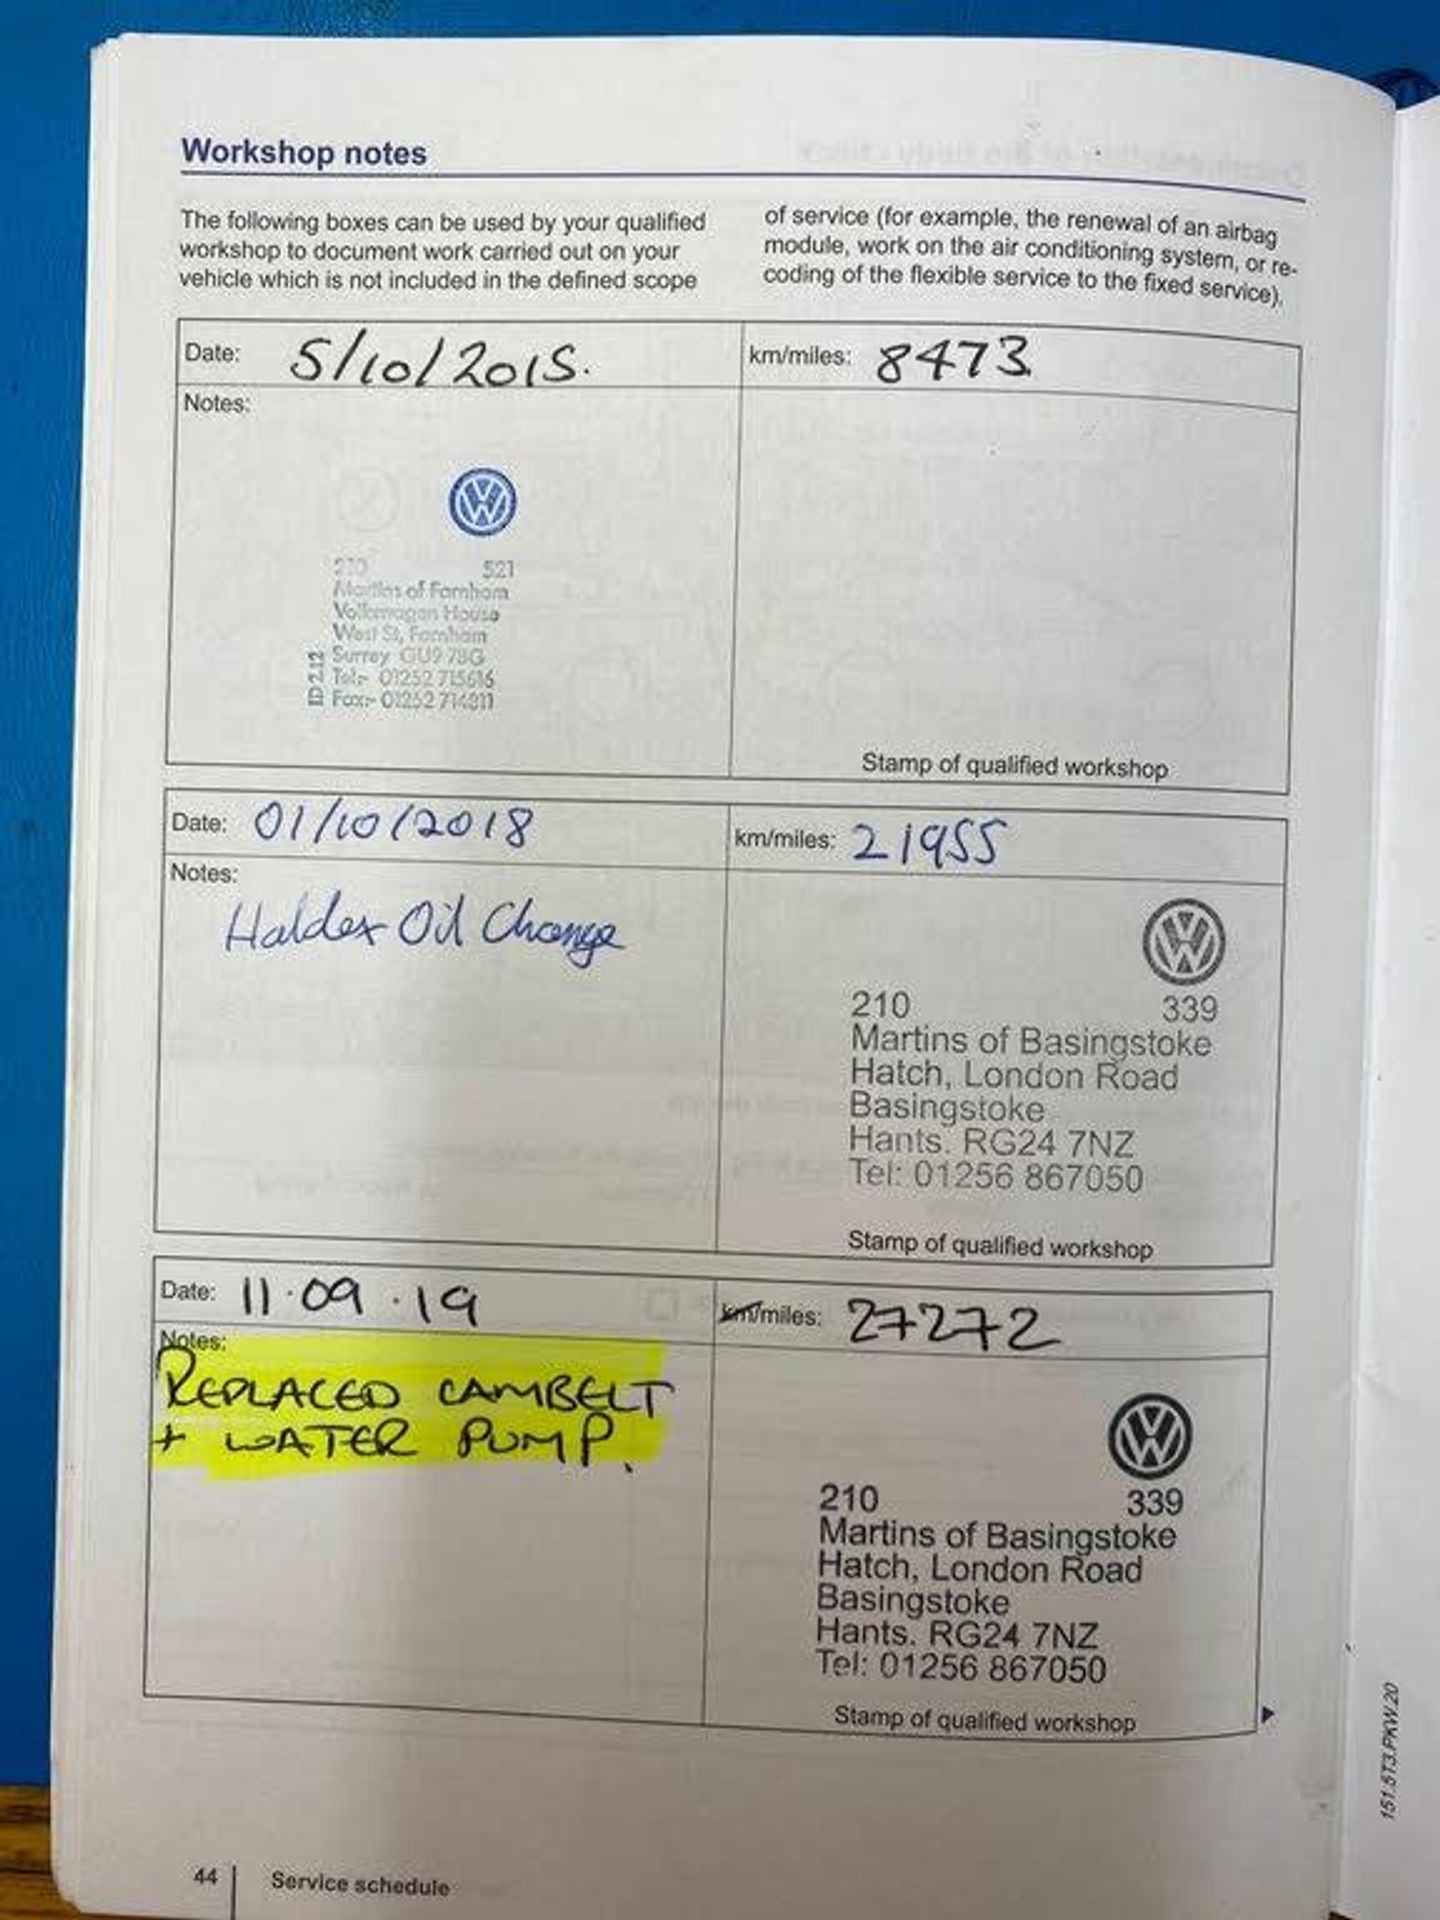 Workshop notes
The following boxes can be used by your qualified
workshop to document work carried out on your
vehicle which is not included in the defined scope
of service (for example, the renewal of an airbag
module, work on the air conditioning system, or re-
coding of the flexible service to the fixed service).
Date: 5/10/2015. km/miles: 8473
Notes:
210 521
Martins of Farnham
Volkswagen House
West St, Farnham
Surrey GU9 7BG
Tel:- 01252 715616
Fax:- 01252 714811
ID212
Stamp of qualified workshop
Date: 01/10/2018 km/miles: 21955
Notes:
Haldex Oil Change
210 339
Martins of Basingstoke
Hatch, London Road
Basingstoke
Hants. RG24 7NZ
Tel: 01256 867050
Stamp of qualified workshop
Date: 11.09.19 km/miles: 27272
Notes:
REPLACED CAMBELT
+ WATER PUMP.
210 339
Martins of Basingstoke
Hatch, London Road
Basingstoke
Hants. RG24 7NZ
Tel: 01256 867050
Stamp of qualified workshop
44 Service schedule
151.5T3.PKW.20